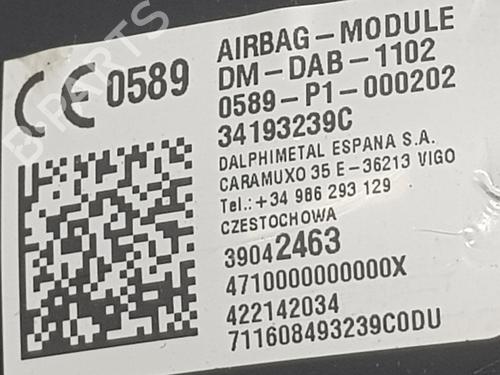 CE 0589
AIRBAG-MODULE
DM-DAB-1102
0589-P1-000202
34193239C
DALPHIMETAL ESPANA S.A.
CARAMUXO 35 E-36213 VIGO
Tel.:+34 986 293 129
CZESTOCHOWA
39042463
4710000000000X
422142034
711608493239C0DU
B-PARTS